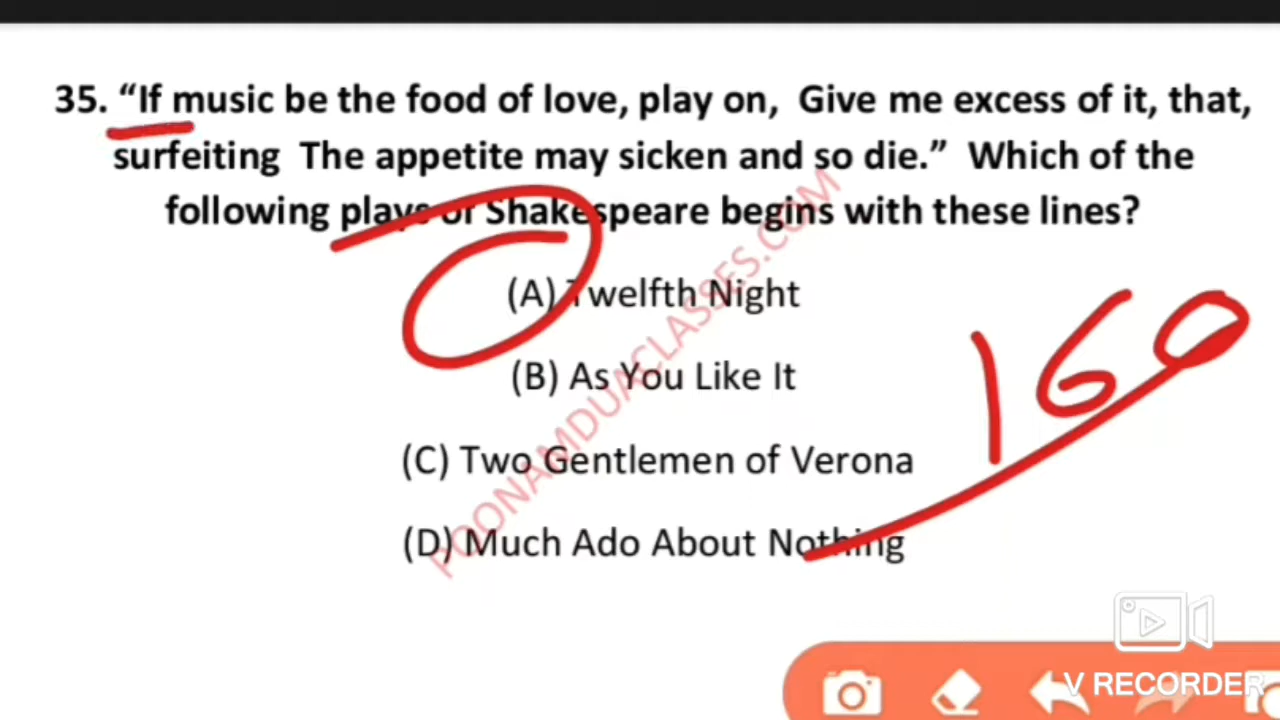 35. “If music be the food of love, play on, Give me excess of it, that,
surfeiting The appetite may sicken and so die.” Which of the
following plays of Shakespeare begins with these lines?
(A) Twelfth Night
(B) As You Like It
160
(C) Two Gentlemen of Verona
(D) Much Ado About Nothing
POONAMDUACLASSES.COM
V RECORDER